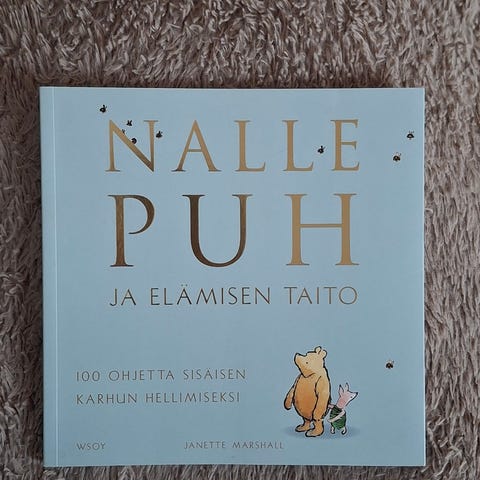 NALLE
PUH
JA ELÄMISEN TAITO
100 OHJETTA SISÄISEN
KARHUN HELLIMISEKSI
WSOY JANETTE MARSHALL